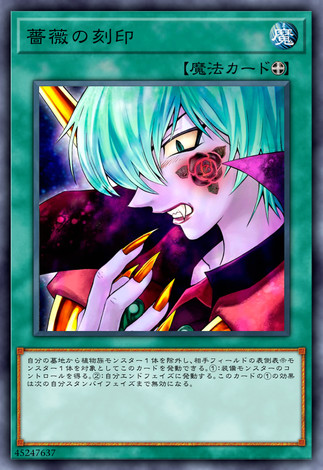 薔薇の刻印
魔
【魔法カード】
自分の墓地から植物族モンスター1体を除外し、相手フィールドの表側表示モ
ンスター1体を対象としてこのカードを発動できる。①:装備モンスターのコ
ントロールを得る。②:自分エンドフェイズに発動する。このカードの①の効果
は次の自分スタンバイフェイズまで無効になる。
45247637